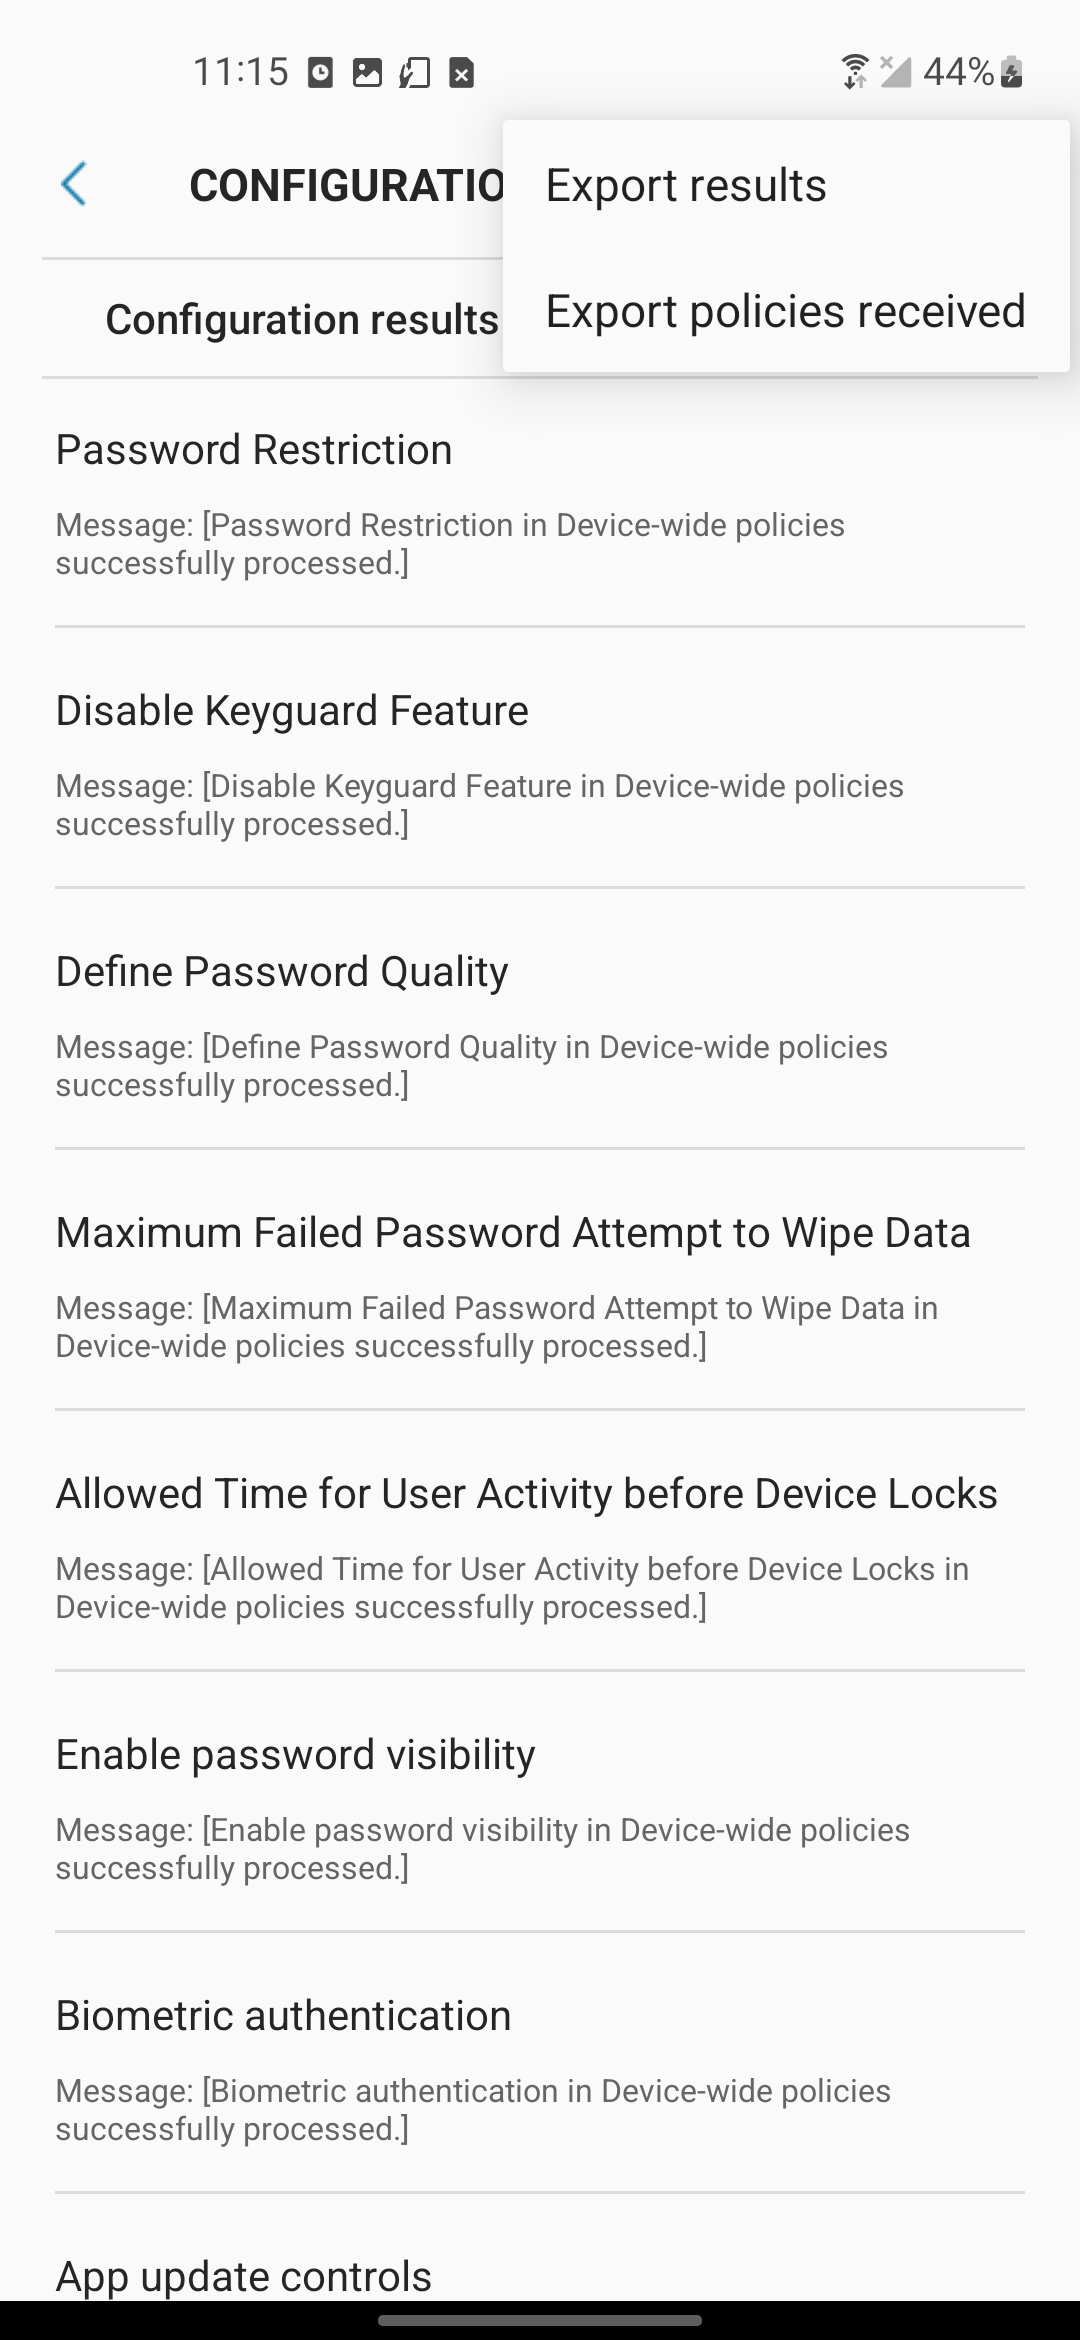 11:15
44%
CONFIGURATIO
Export results
Configuration results
Export policies received
Password Restriction
Message: [Password Restriction in Device-wide policies
successfully processed.]
Disable Keyguard Feature
Message: [Disable Keyguard Feature in Device-wide policies
successfully processed.]
Define Password Quality
Message: [Define Password Quality in Device-wide policies
successfully processed.]
Maximum Failed Password Attempt to Wipe Data
Message: [Maximum Failed Password Attempt to Wipe Data in
Device-wide policies successfully processed.]
Allowed Time for User Activity before Device Locks
Message: [Allowed Time for User Activity before Device Locks in
Device-wide policies successfully processed.]
Enable password visibility
Message: [Enable password visibility in Device-wide policies
successfully processed.]
Biometric authentication
Message: [Biometric authentication in Device-wide policies
successfully processed.]
App update controls